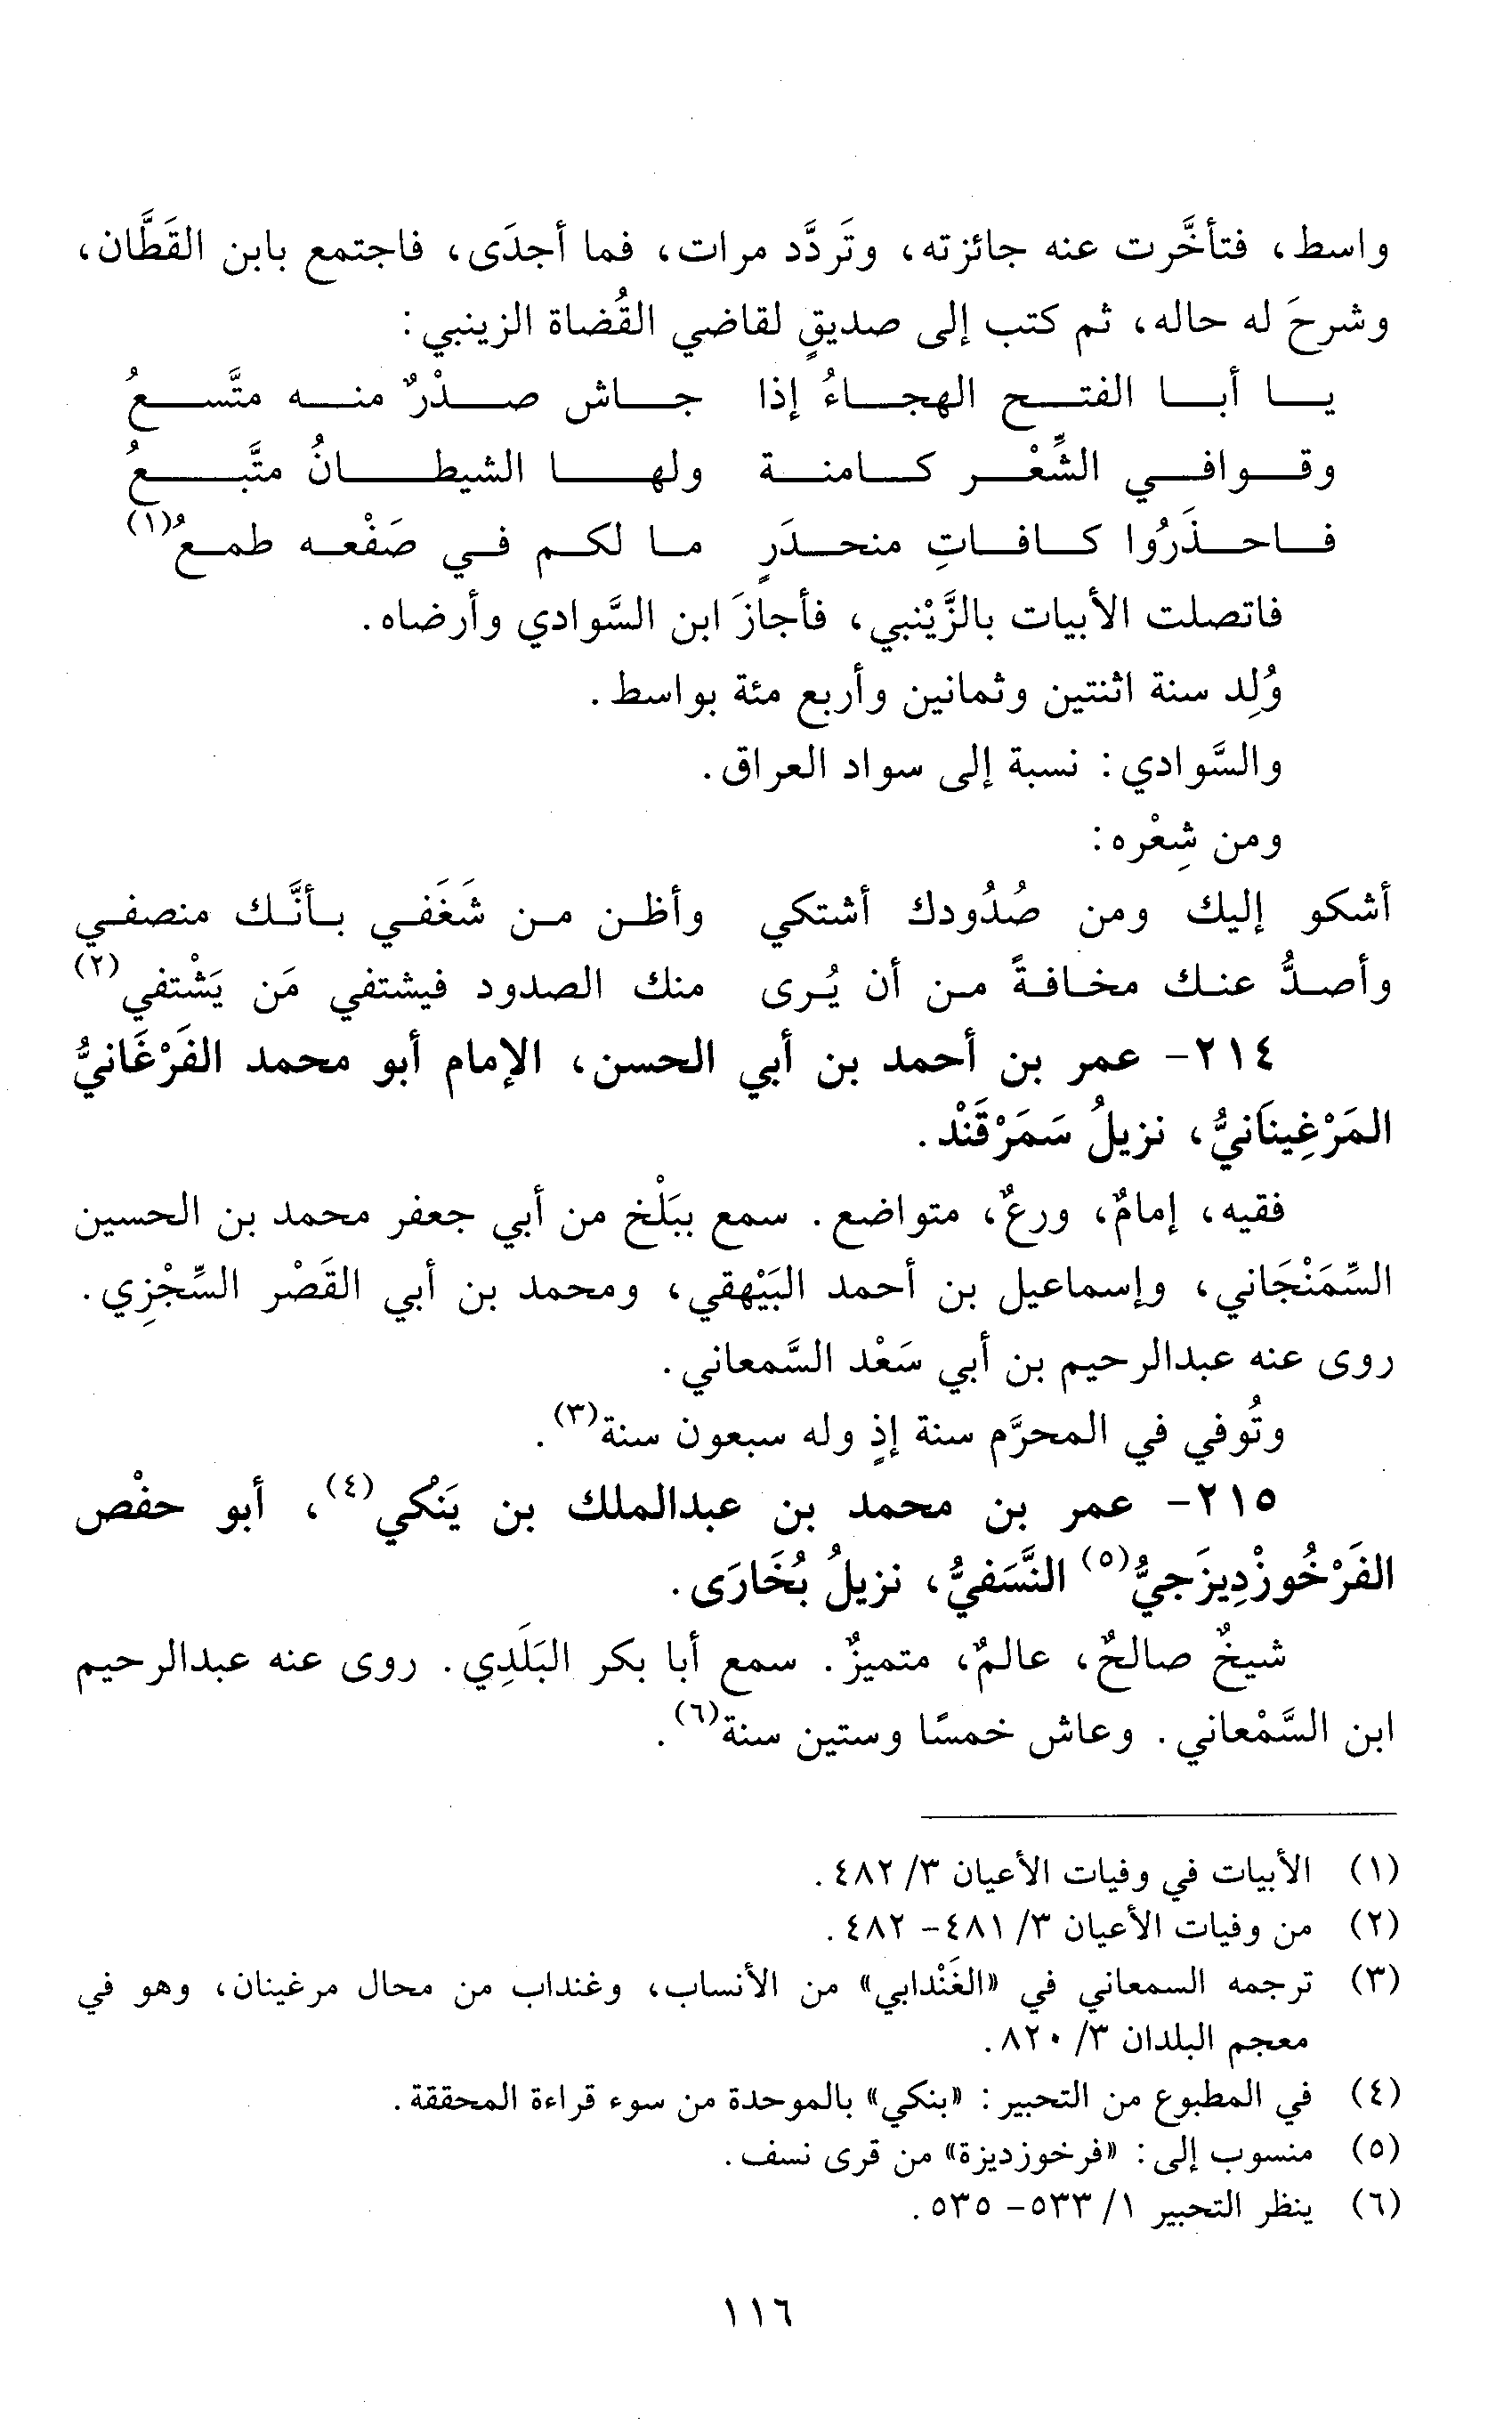 واسط، فتأخَّرت عنه جائزته، وتَردَّد مرات، فما أجدَى، فاجتمع بابن القَطَّان،
وشرحَ له حاله، ثم كتب إلى صديقٍ لقاضي القُضاة الزينبي:
يا أبا الفتح الهجاءُ إذا جاش صدْرٌ منه متَّسعُ
وقوافي الشِّعْر كامنة ولها الشيطانُ متَّبعُ
فاحذَرُوا كافاتِ منحدَرٍ ما لكم في صَفْعه طمعُ(١)
فاتصلت الأبيات بالزَّيْنبي، فأجازَ ابن السَّوادي وأرضاه.
وُلِد سنة اثنتين وثمانين وأربع مئة بواسط.
والسَّوادي: نسبة إلى سواد العراق.
ومن شِعْره:
أشكو إليك ومن صُدُودك أشتكي وأظن من شَغَفي بأنَّك منصفي
وأصدُّ عنك مخافةً من أن يُرى منك الصدود فيشتفي مَن يَشْتفي(٢)
٢١٤- عمر بن أحمد بن أبي الحسن، الإمام أبو محمد الفَرْغَانيُّ
المَرْغِينَانيُّ، نزيلُ سَمَرْقَنْد.
فقيه، إمامٌ، ورعٌ، متواضع. سمع ببَلْخ من أبي جعفر محمد بن الحسين
السِّمَنْجَاني، وإسماعيل بن أحمد البَيْهقي، ومحمد بن أبي القَصْر السِّجْزِي.
روى عنه عبدالرحيم بن أبي سَعْد السَّمعاني.
وتُوفي في المحرَّم سنة إذٍ وله سبعون سنة(٣).
٢١٥- عمر بن محمد بن عبدالملك بن يَنْكي(٤)، أبو حفْص
الفَرْخُوزْدِيزَجيُّ(٥) النَّسَفيُّ، نزيلُ بُخَارَى.
شيخٌ صالحٌ، عالمٌ، متميزٌ. سمع أبا بكر البَلَدِي. روى عنه عبدالرحيم
ابن السَّمْعاني. وعاش خمسًا وستين سنة(٦).
(١) الأبيات في وفيات الأعيان ٣/ ٤٨٢.
(٢) من وفيات الأعيان ٣/ ٤٨١- ٤٨٢.
(٣) ترجمه السمعاني في «الغَنْدابي» من الأنساب، وغنداب من محال مرغينان، وهو في
معجم البلدان ٣/ ٨٢٠.
(٤) في المطبوع من التحبير: «بنكي» بالموحدة من سوء قراءة المحققة.
(٥) منسوب إلى: «فرخوزديزة» من قرى نسف.
(٦) ينظر التحبير ١/ ٥٣٣- ٥٣٥.
١١٦